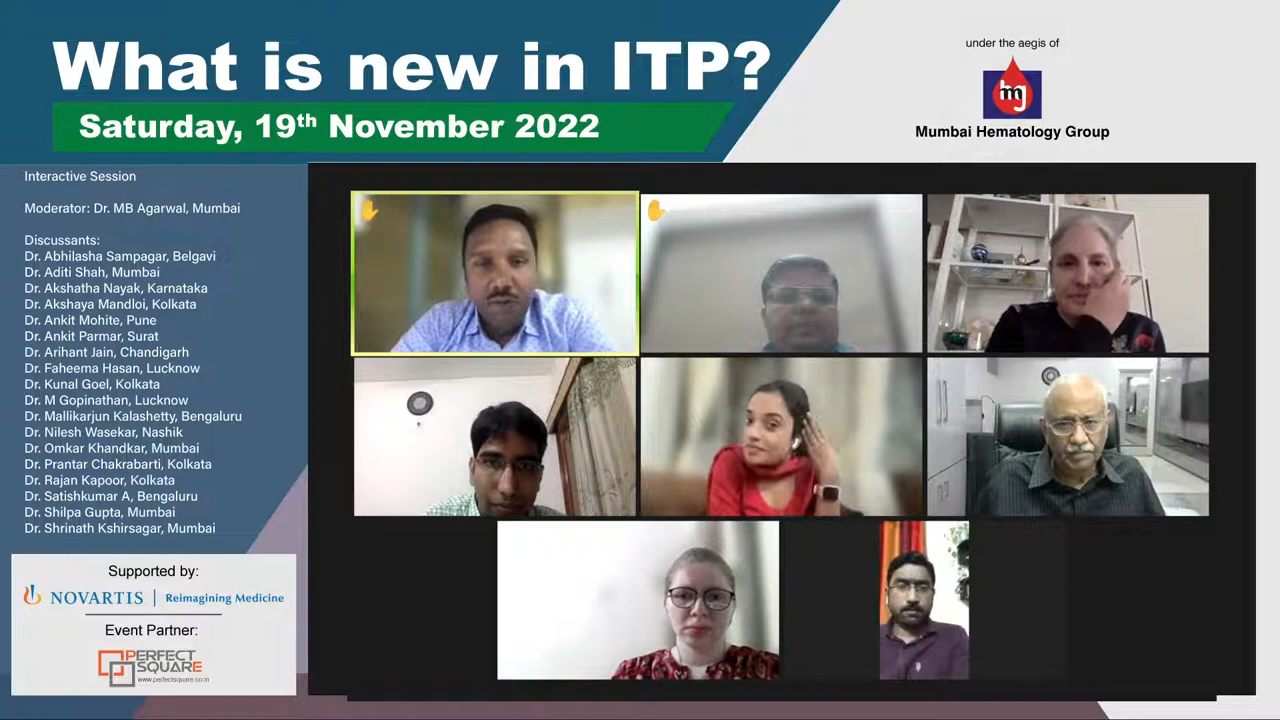 What is new in ITP?
Saturday, 19th November 2022
under the aegis of
mg
Mumbai Hematology Group
Interactive Session
Moderator: Dr. MB Agarwal, Mumbai
Discussants:
Dr. Abhilasha Sampagar, Belgavi
Dr. Aditi Shah, Mumbai
Dr. Akshatha Nayak, Karnataka
Dr. Akshaya Mandloi, Kolkata
Dr. Ankit Mohite, Pune
Dr. Ankit Parmar, Surat
Dr. Arihant Jain, Chandigarh
Dr. Faheema Hasan, Lucknow
Dr. Kunal Goel, Kolkata
Dr. M Gopinathan, Lucknow
Dr. Mallikarjun Kalashetty, Bengaluru
Dr. Nilesh Wasekar, Nashik
Dr. Omkar Khandkar, Mumbai
Dr. Prantar Chakrabarti, Kolkata
Dr. Rajan Kapoor, Kolkata
Dr. Satishkumar A, Bengaluru
Dr. Shilpa Gupta, Mumbai
Dr. Shrinath Kshirsagar, Mumbai
Supported by:
NOVARTIS | Reimagining Medicine
Event Partner:
PERFECT
SQUARE
www.perfectsquare.co.in